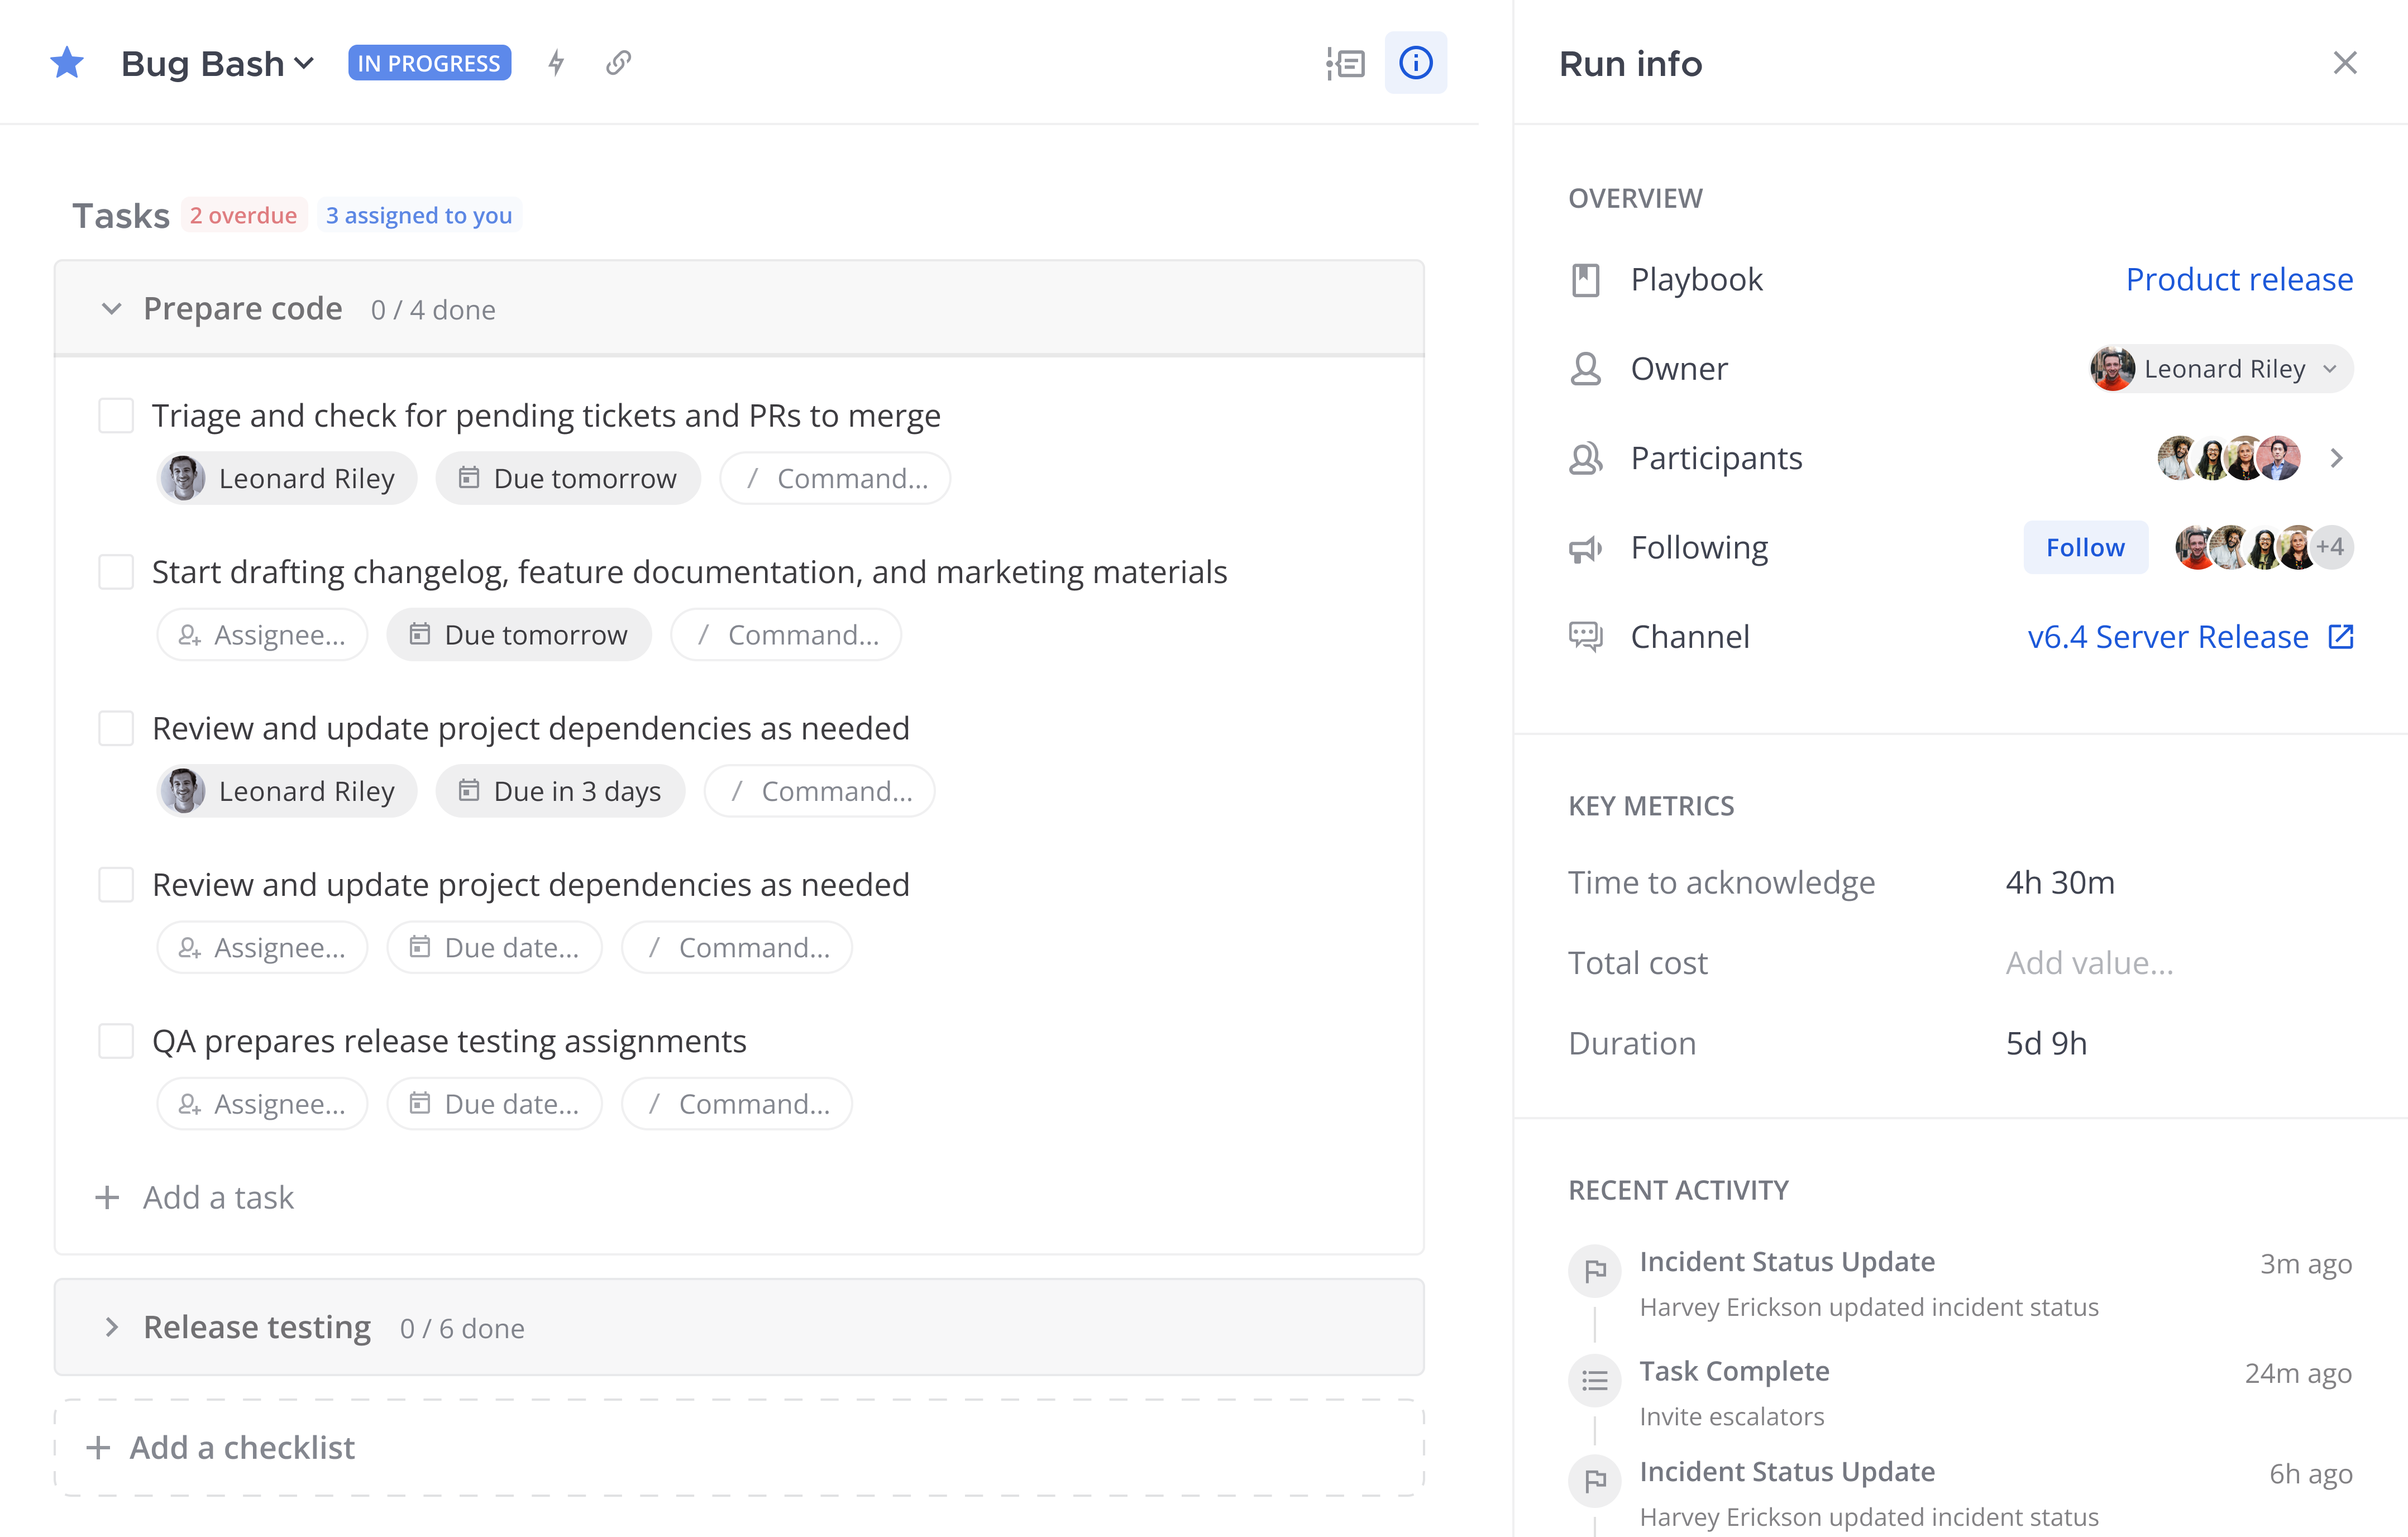 Bug Bash IN PROGRESS
Tasks 2 overdue 3 assigned to you
Prepare code 0 / 4 done
Triage and check for pending tickets and PRs to merge
Leonard Riley Due tomorrow / Command...
Start drafting changelog, feature documentation, and marketing materials
Assignee... Due tomorrow / Command...
Review and update project dependencies as needed
Leonard Riley Due in 3 days / Command...
Review and update project dependencies as needed
Assignee... Due date... / Command...
QA prepares release testing assignments
Assignee... Due date... / Command...
+ Add a task
Release testing 0 / 6 done
+ Add a checklist
Run info
OVERVIEW
Playbook Product release
Owner Leonard Riley
Participants
Following Follow +4
Channel v6.4 Server Release
KEY METRICS
Time to acknowledge 4h 30m
Total cost Add value...
Duration 5d 9h
RECENT ACTIVITY
Incident Status Update 3m ago
Harvey Erickson updated incident status
Task Complete 24m ago
Invite escalators
Incident Status Update 6h ago
Harvey Erickson updated incident status